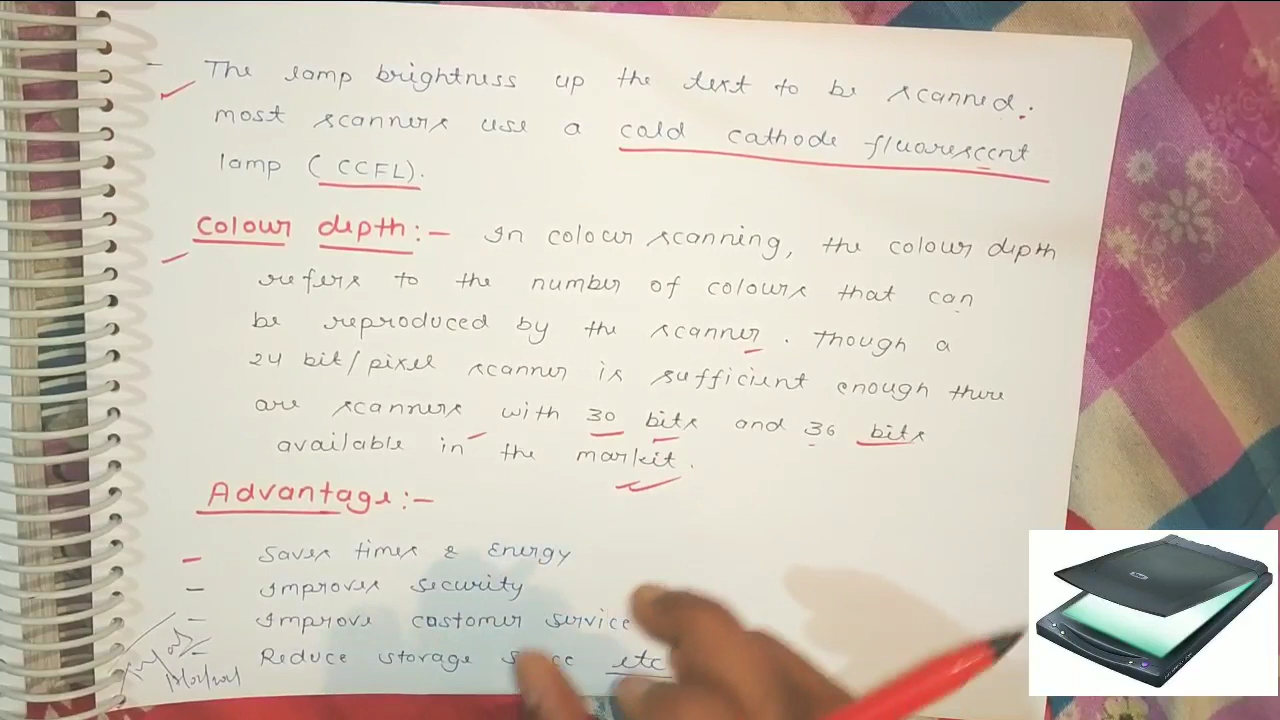 The lamp brightness up the text to be scanned.
most scanners use a cold cathode fluorescent
lamp (CCFL).
Colour depth:- In colour scanning, the colour depth
refers to the number of colours that can
be reproduced by the scanner. Though a
24 bit/pixel scanner is sufficient enough there
are scanners with 30 bits and 36 bits
available in the market.
Advantage:-
- Saves times & Energy
- Improves security
- Improve customer service
Reduce storage etc